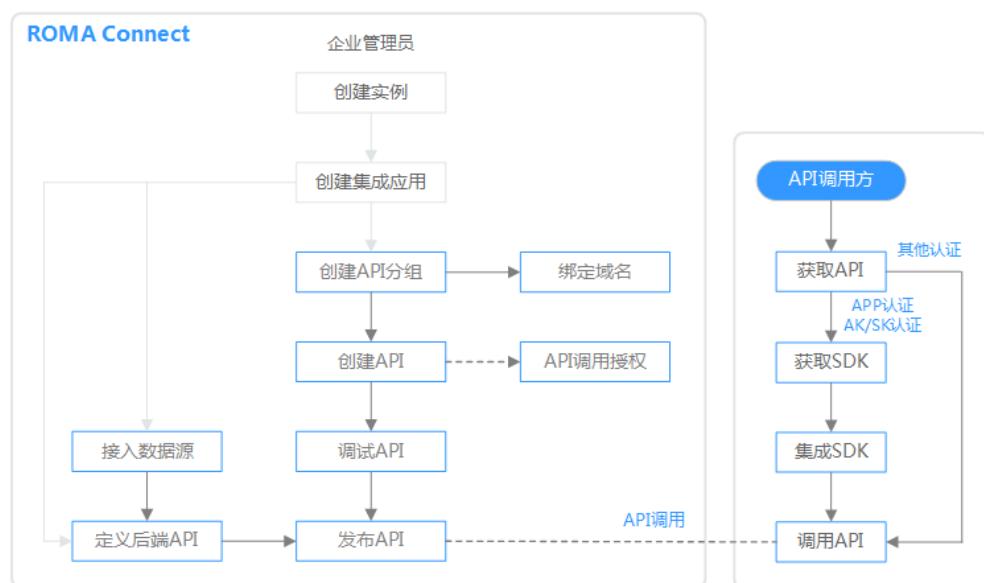 ROMA Connect
企业管理员
创建实例
创建集成应用
创建API分组
绑定域名
创建API
API调用授权
接入数据源
调试API
定义后端API
发布API
API调用
API调用方
其他认证
获取API
APP认证
AK/SK认证
获取SDK
集成SDK
调用API